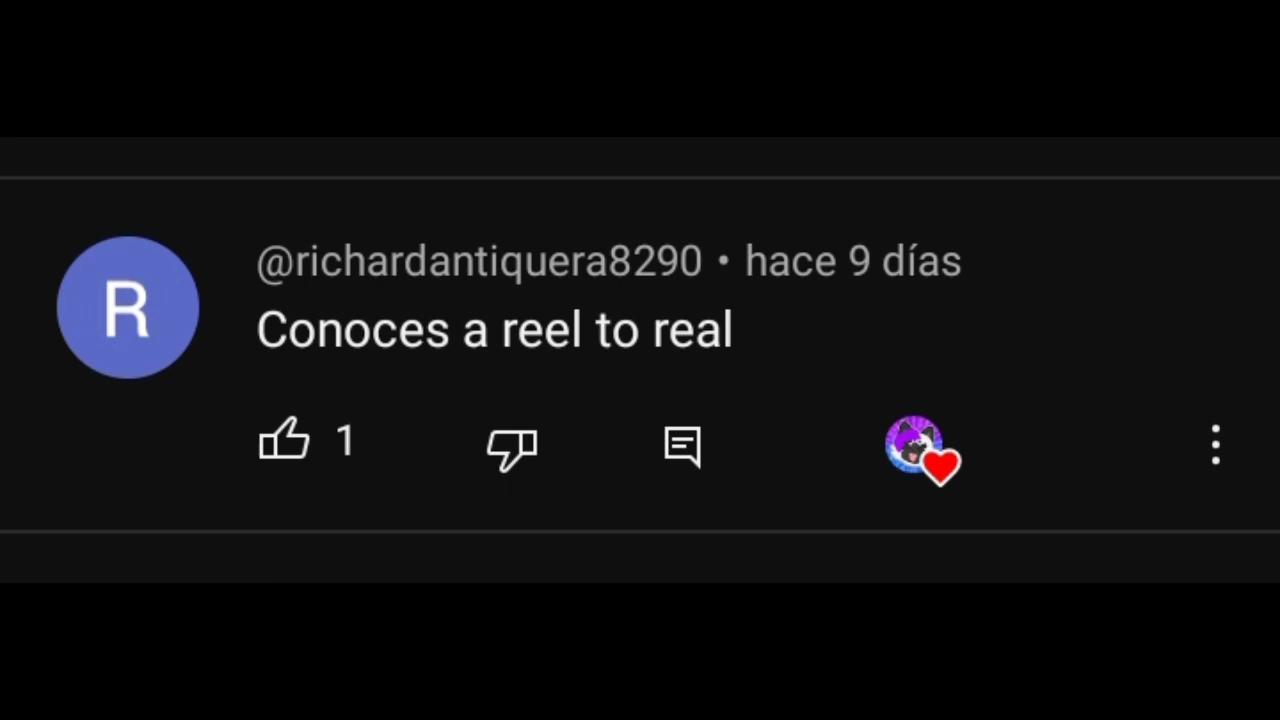 R
@richardantiquera8290 • hace 9 días
Conoces a reel to real
1